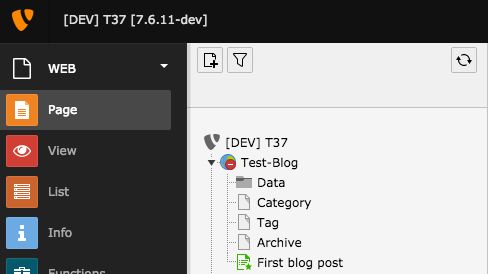 [DEV] T37 [7.6.11-dev]
WEB
Page
View
List
Info
Functions
[DEV] T37
Test-Blog
Data
Category
Tag
Archive
First blog post